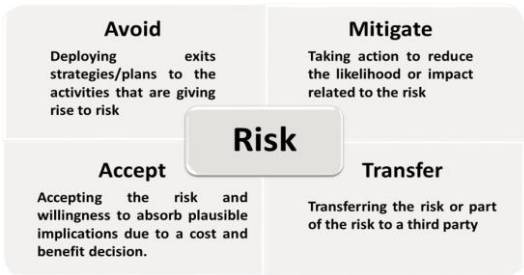 Avoid
Deploying exits
strategies/plans to the
activities that are giving
rise to risk
Mitigate
Taking action to reduce
the likelihood or impact
related to the risk
Risk
Accept
Accepting the risk and
willingness to absorb plausible
implications due to a cost and
benefit decision.
Transfer
Transferring the risk or part
of the risk to a third party